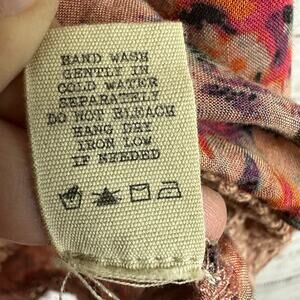 HAND WASH
GENTLY IN
COLD WATER
SEPARATELY
DO NOT BLEACH
HANG DRY
IRON LOW
IF NEEDED